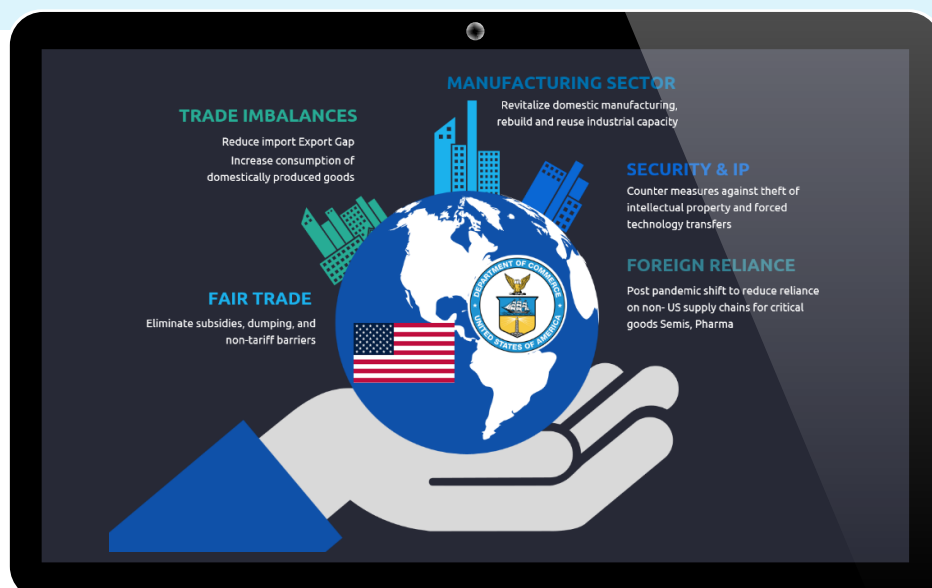 MANUFACTURING SECTOR
Revitalize domestic manufacturing,
rebuild and reuse industrial capacity
TRADE IMBALANCES
Reduce import Export Gap
Increase consumption of
domestically produced goods
SECURITY & IP
Counter measures against theft of
intellectual property and forced
technology transfers
FOREIGN RELIANCE
Post pandemic shift to reduce reliance
on non- US supply chains for critical
goods Semis, Pharma
FAIR TRADE
Eliminate subsidies, dumping, and
non-tariff barriers
DEPARTMENT OF COMMERCE
UNITED STATES OF AMERICA